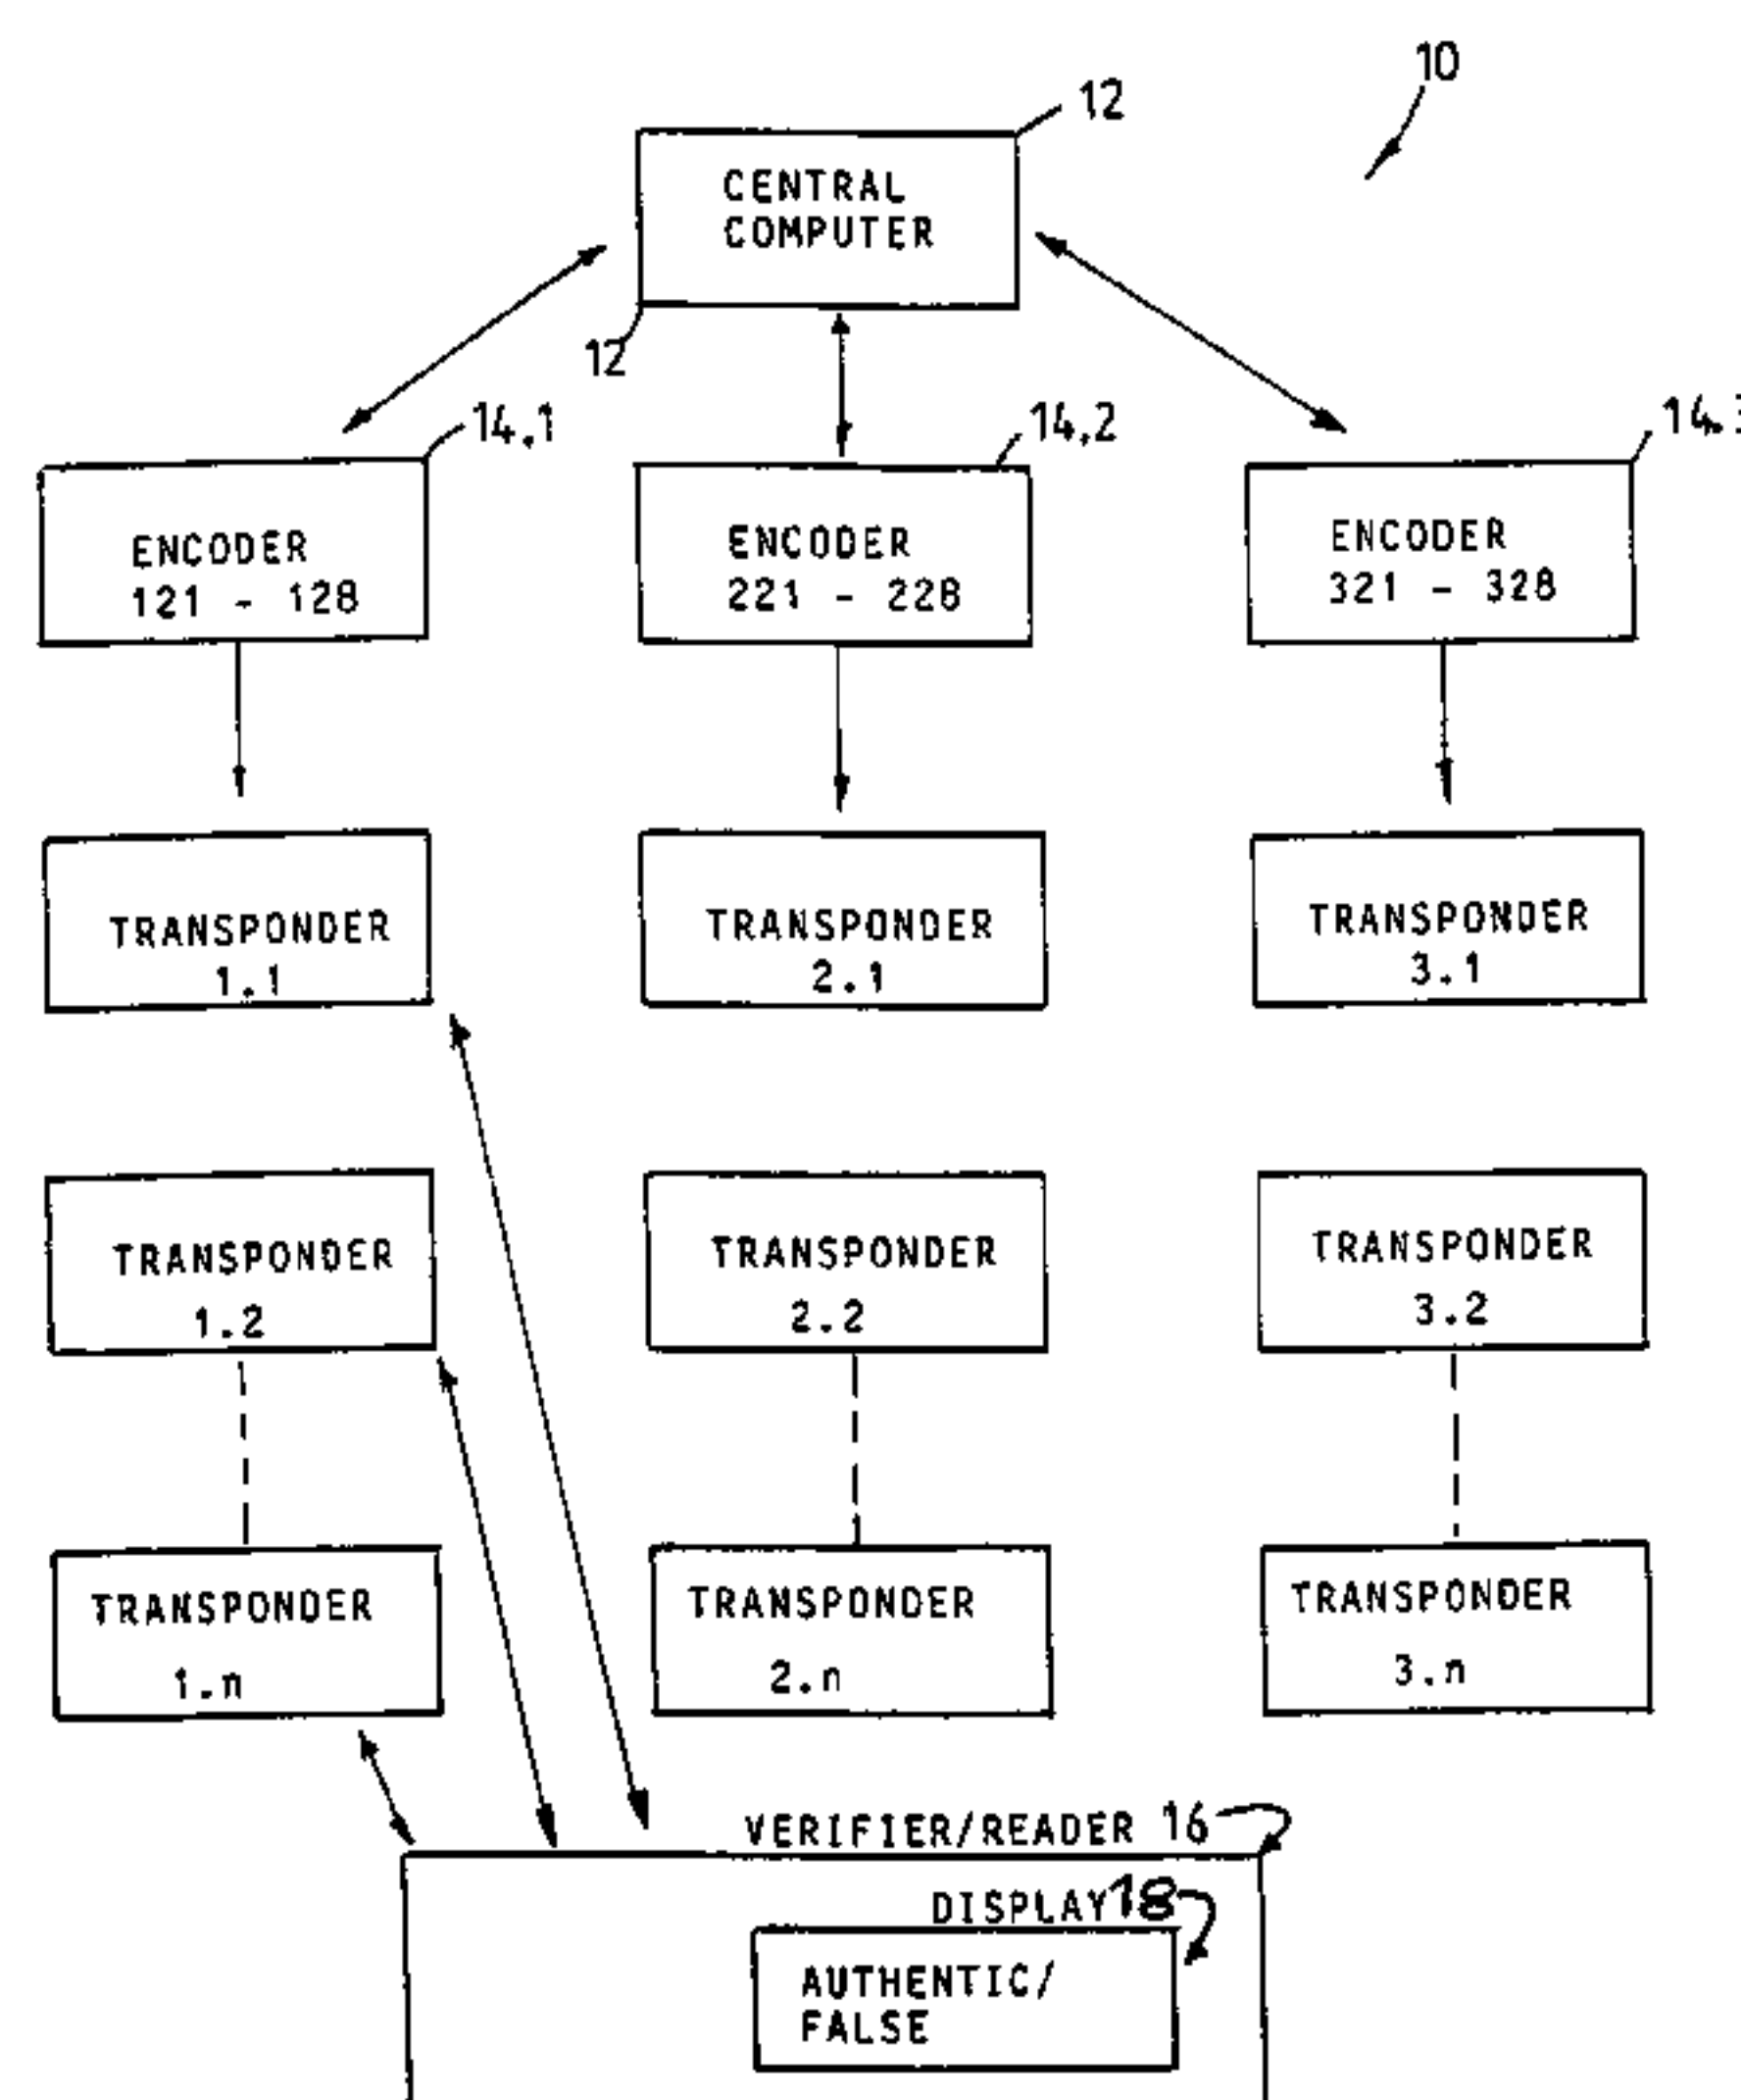 10
12
CENTRAL
COMPUTER
12
14.1
14.2
14.3
ENCODER
121 - 128
ENCODER
221 - 228
ENCODER
321 - 328
TRANSPONDER
1.1
TRANSPONDER
2.1
TRANSPONDER
3.1
TRANSPONDER
1.2
TRANSPONDER
2.2
TRANSPONDER
3.2
TRANSPONDER
1.n
TRANSPONDER
2.n
TRANSPONDER
3.n
VERIFIER/READER 16
DISPLAY 18
AUTHENTIC/
FALSE